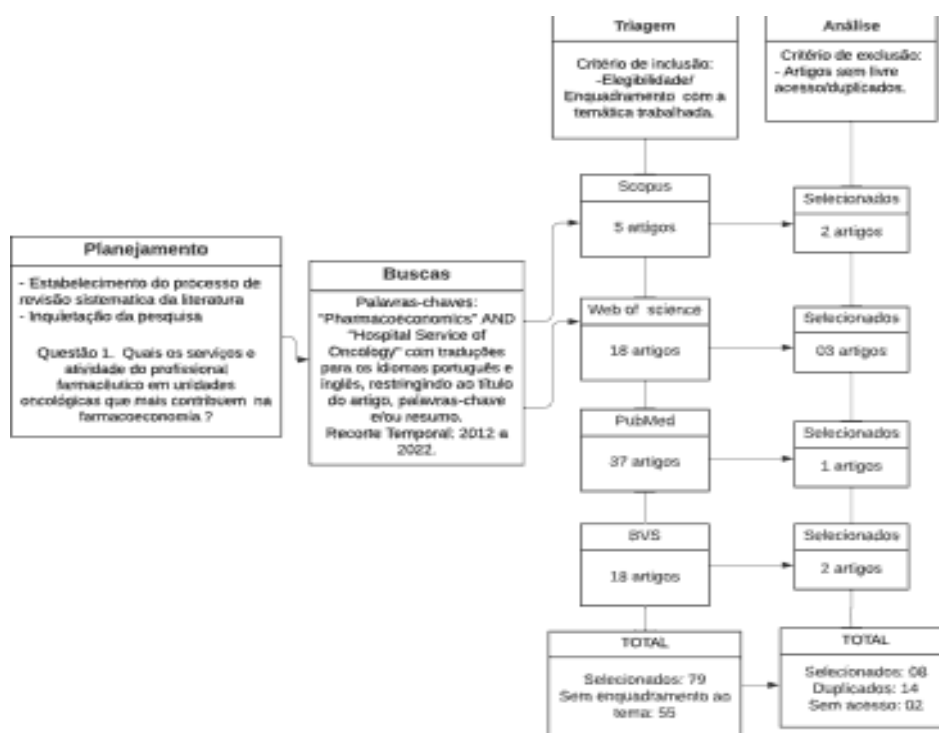 Planejamento
- Estabelecimento do processo de
revisão sistematica da literatura
- Inquietação da pesquisa
Questão 1. Quais os serviços e
atividade do profissional
farmacêutico em unidades
oncológicas que mais contribuem na
farmacoeconomia ?
Buscas
Palavras-chaves:
"Pharmacoeconomics" AND
"Hospital Service of
Oncology" com traduções
para os idiomas português e
inglês, restringindo ao título
do artigo, palavras-chave
e/ou resumo.
Recorte Temporal: 2012 a
2022.
Triagem
Critério de inclusão:
-Elegibilidade/
Enquadramento com a
temática trabalhada.
Scopus
5 artigos
Web of science
18 artigos
PubMed
37 artigos
BVS
18 artigos
TOTAL
Selecionados: 79
Sem enquadramento ao
tema: 55
Análise
Critério de exclusão:
- Artigos sem livre
acesso/duplicados.
Selecionados
2 artigos
Selecionados
03 artigos
Selecionados
1 artigos
Selecionados
2 artigos
TOTAL
Selecionados: 08
Duplicados: 14
Sem acesso: 02